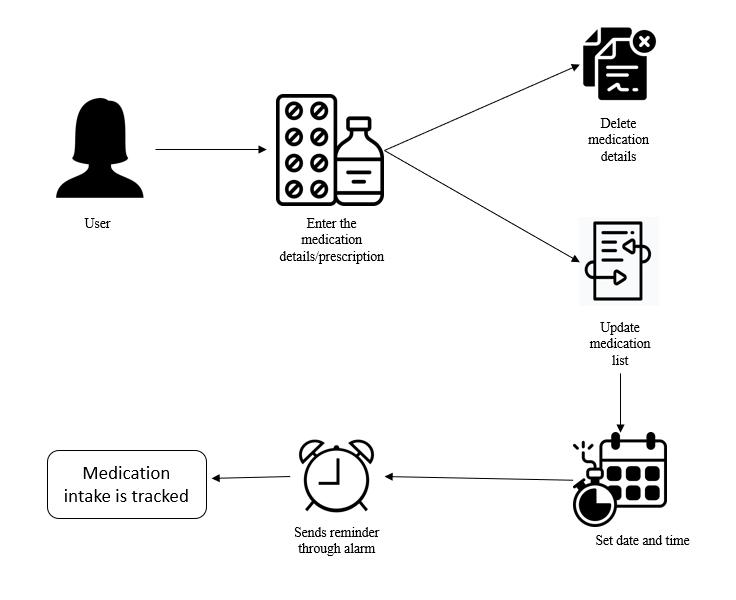 User
Enter the
medication
details/prescription
Delete
medication
details
Update
medication
list
Set date and time
Sends reminder
through alarm
Medication
intake is tracked